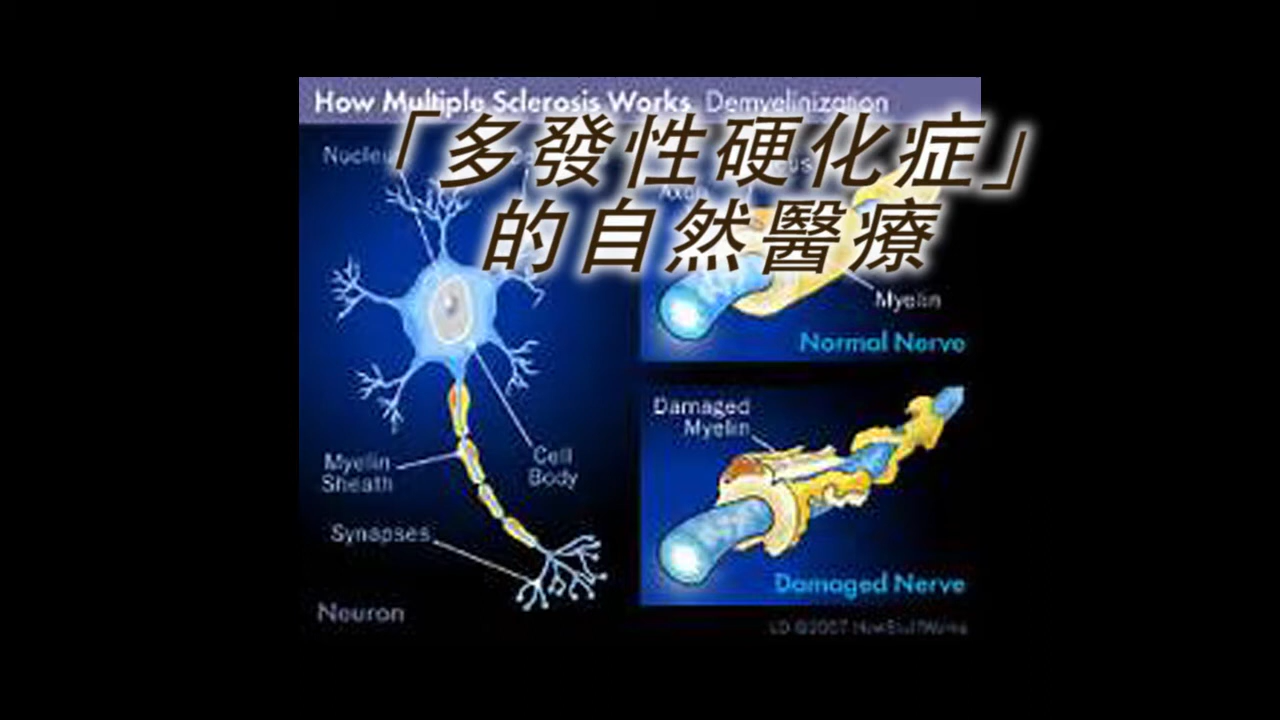 How Multiple Sclerosis Works Demyelinization
「多發性硬化症」
的自然醫療
Myelin
Normal Nerve
Damaged
Myelin
Damaged Nerve
Cell
Body
Myelin
Sheath
Synapses
Neuron